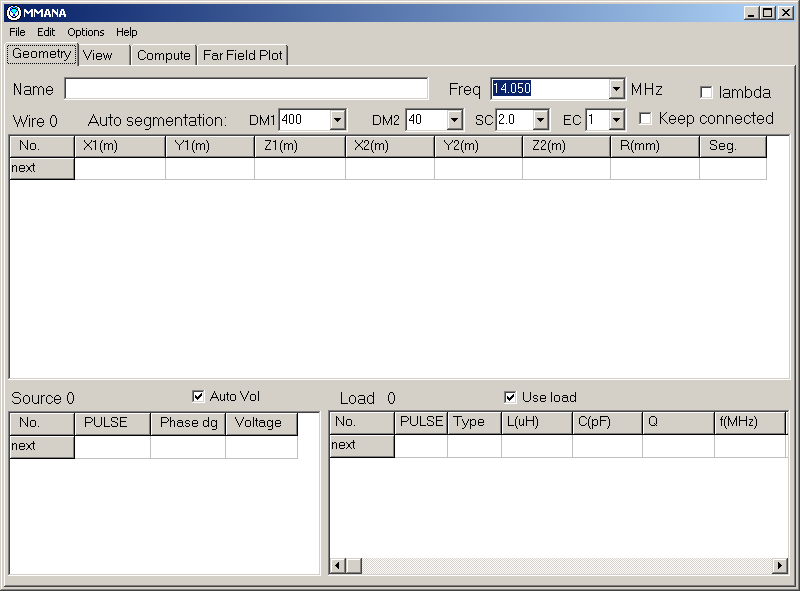 MMANA
File Edit Options Help
Geometry View Compute Far Field Plot
Name Freq 14.050 MHz lambda
Wire 0 Auto segmentation: DM1 400 DM2 40 SC 2.0 EC 1 Keep connected
No. X1(m) Y1(m) Z1(m) X2(m) Y2(m) Z2(m) R(mm) Seg.
next
Source 0 Auto Vol Load 0 Use load
No. PULSE Phase dg Voltage No. PULSE Type L(uH) C(pF) Q f(MHz)
next next